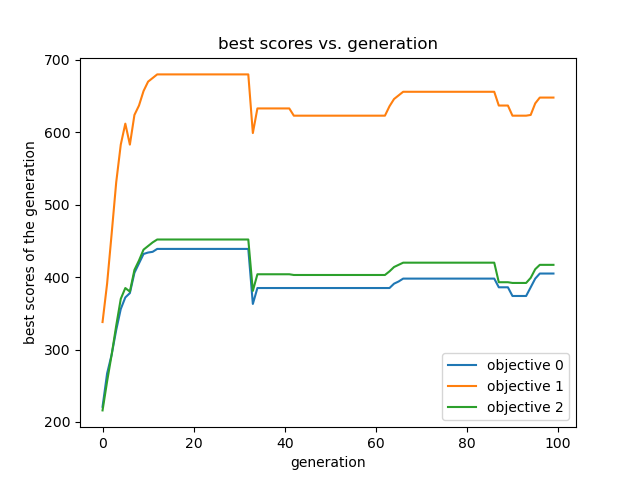 best scores vs. generation
best scores of the generation
700
600
500
400
300
200
0 20 40 60 80 100
generation
objective 0
objective 1
objective 2